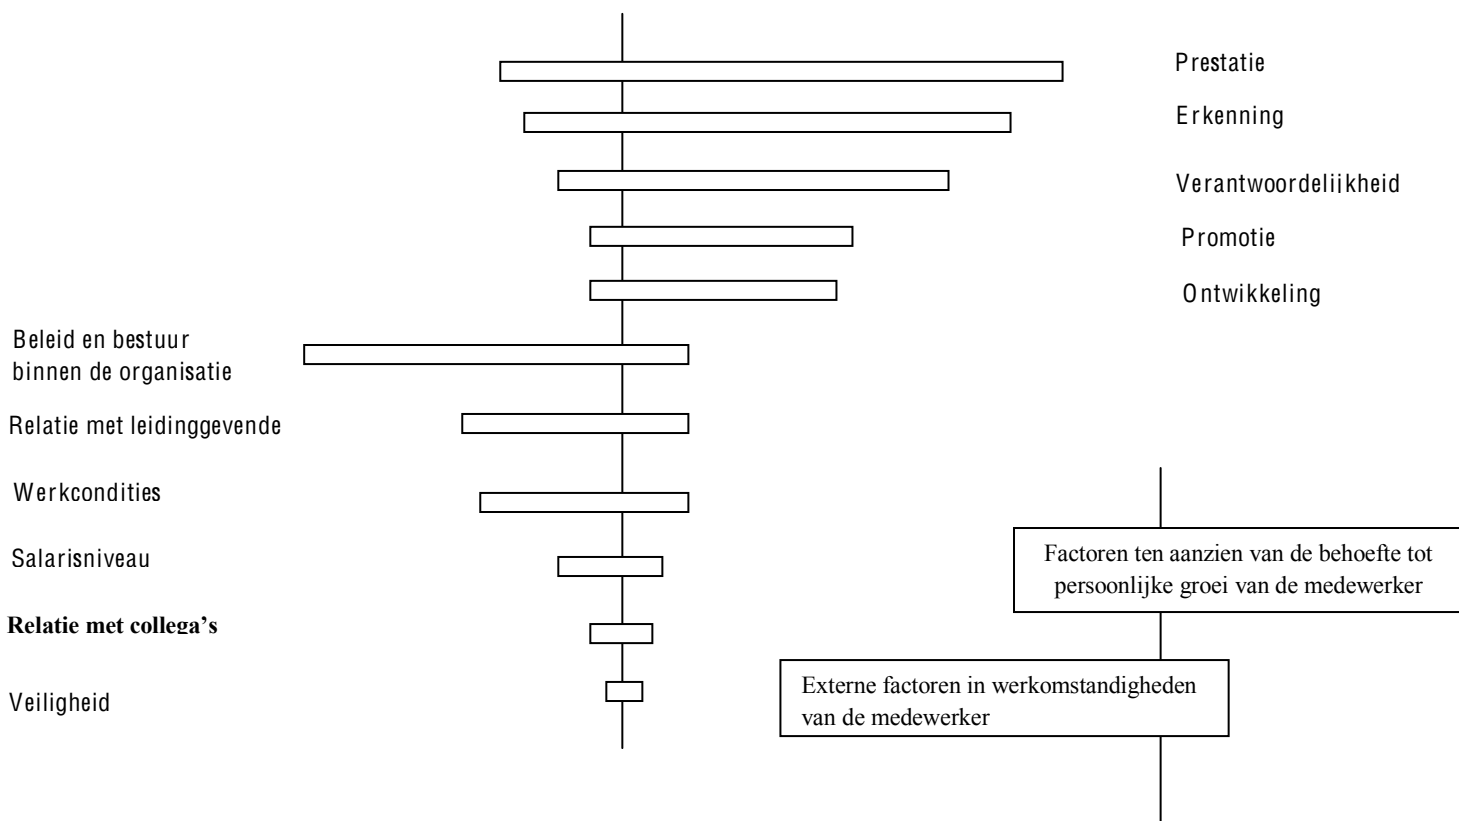 Prestatie
Erkenning
Verantwoordelijkheid
Promotie
Ontwikkeling
Beleid en bestuur
binnen de organisatie
Relatie met leidinggevende
Werkcondities
Salarisniveau
Relatie met collega's
Veiligheid
Factoren ten aanzien van de behoefte tot
persoonlijke groei van de medewerker
Externe factoren in werkomstandigheden
van de medewerker